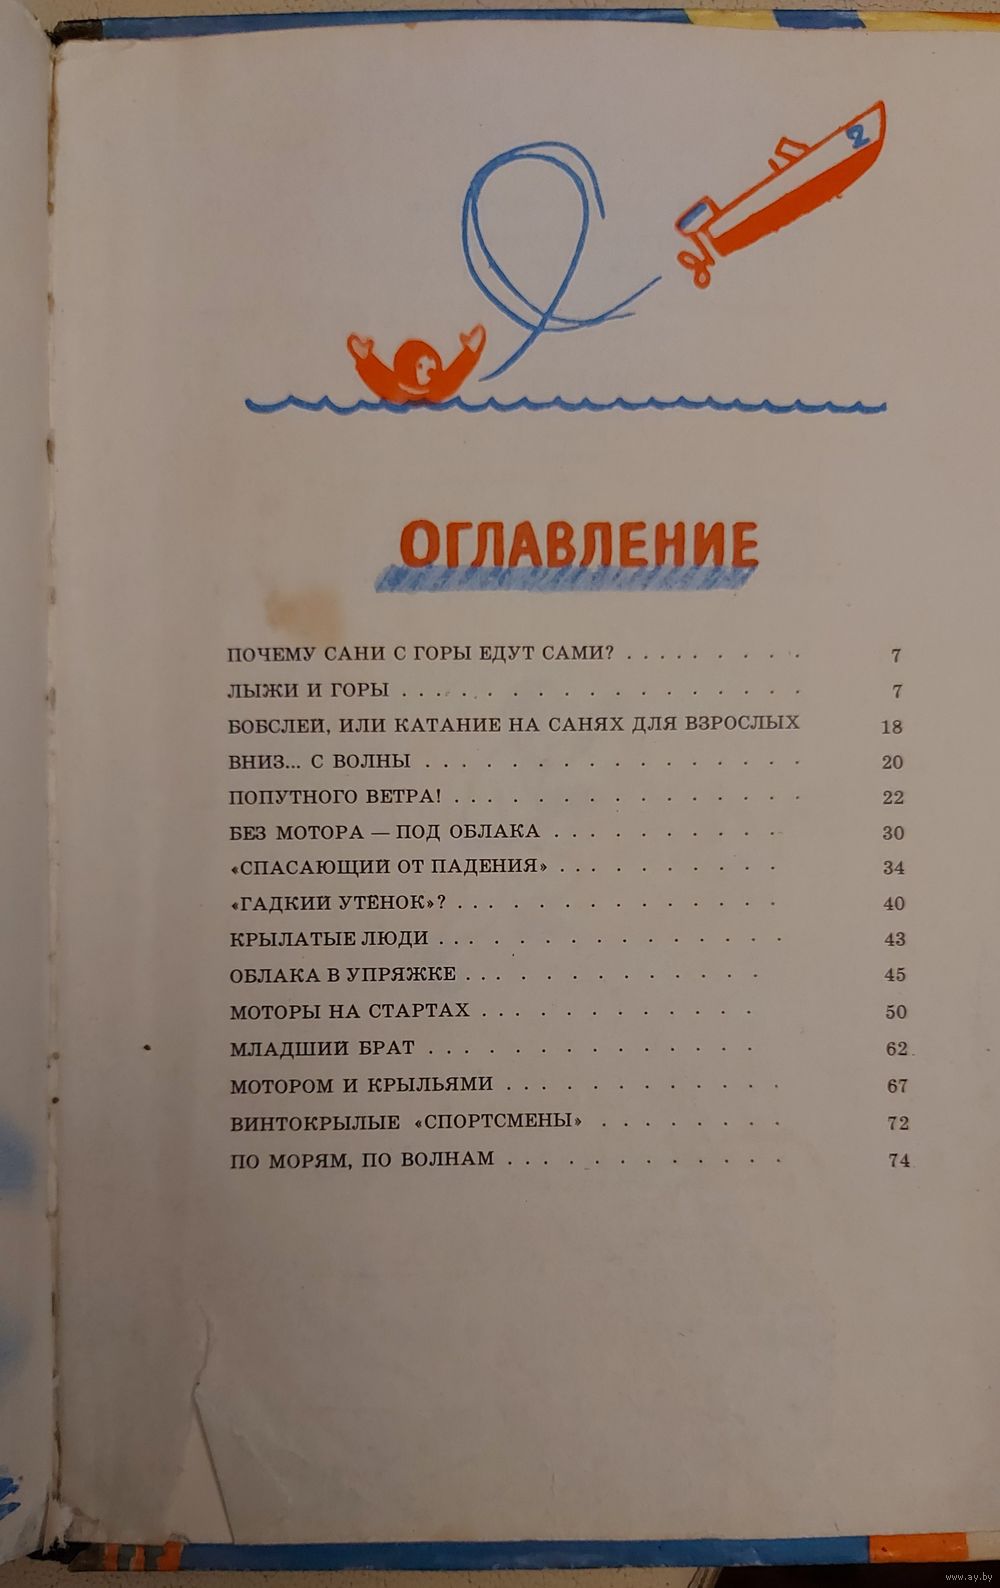 2
ОГЛАВЛЕНИЕ
ПОЧЕМУ САНИ С ГОРЫ ЕДУТ САМИ? . . . . . . . . . 7
ЛЫЖИ И ГОРЫ . . . . . . . . . . . . . . . 7
БОБСЛЕЙ, ИЛИ КАТАНИЕ НА САНЯХ ДЛЯ ВЗРОСЛЫХ 18
ВНИЗ... С ВОЛНЫ . . . . . . . . . . . . . . 20
ПОПУТНОГО ВЕТРА! . . . . . . . . . . . . . 22
БЕЗ МОТОРА — ПОД ОБЛАКА . . . . . . . . . 30
«СПАСАЮЩИЙ ОТ ПАДЕНИЯ» . . . . . . . . 34
«ГАДКИЙ УТЁНОК»? . . . . . . . . . . . . 40
КРЫЛАТЫЕ ЛЮДИ . . . . . . . . . . . . . 43
ОБЛАКА В УПРЯЖКЕ . . . . . . . . . . . 45
МОТОРЫ НА СТАРТАХ . . . . . . . . . . 50
МЛАДШИЙ БРАТ . . . . . . . . . . . . 62
МОТОРОМ И КРЫЛЬЯМИ . . . . . . . . . . 67
ВИНТОКРЫЛЫЕ «СПОРТСМЕНЫ» . . . . . . . . 72
ПО МОРЯМ, ПО ВОЛНАМ . . . . . . . . . . 74
www.ay.by